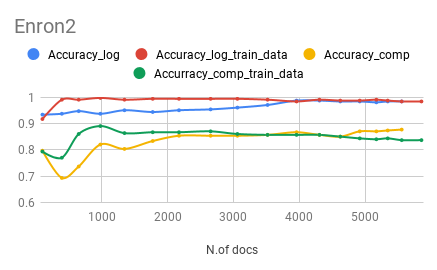 Enron2
Accuracy_log Accuracy_log_train_data Accuracy_comp
Accurracy_comp_train_data
1
0.9
0.8
0.7
0.6
1000 2000 3000 4000 5000
N.of docs